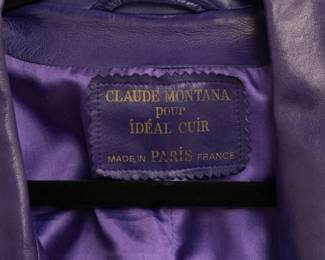 CLAUDE MONTANA
pour
idÉAL CUiR
MADE iN PARiS FRANCE